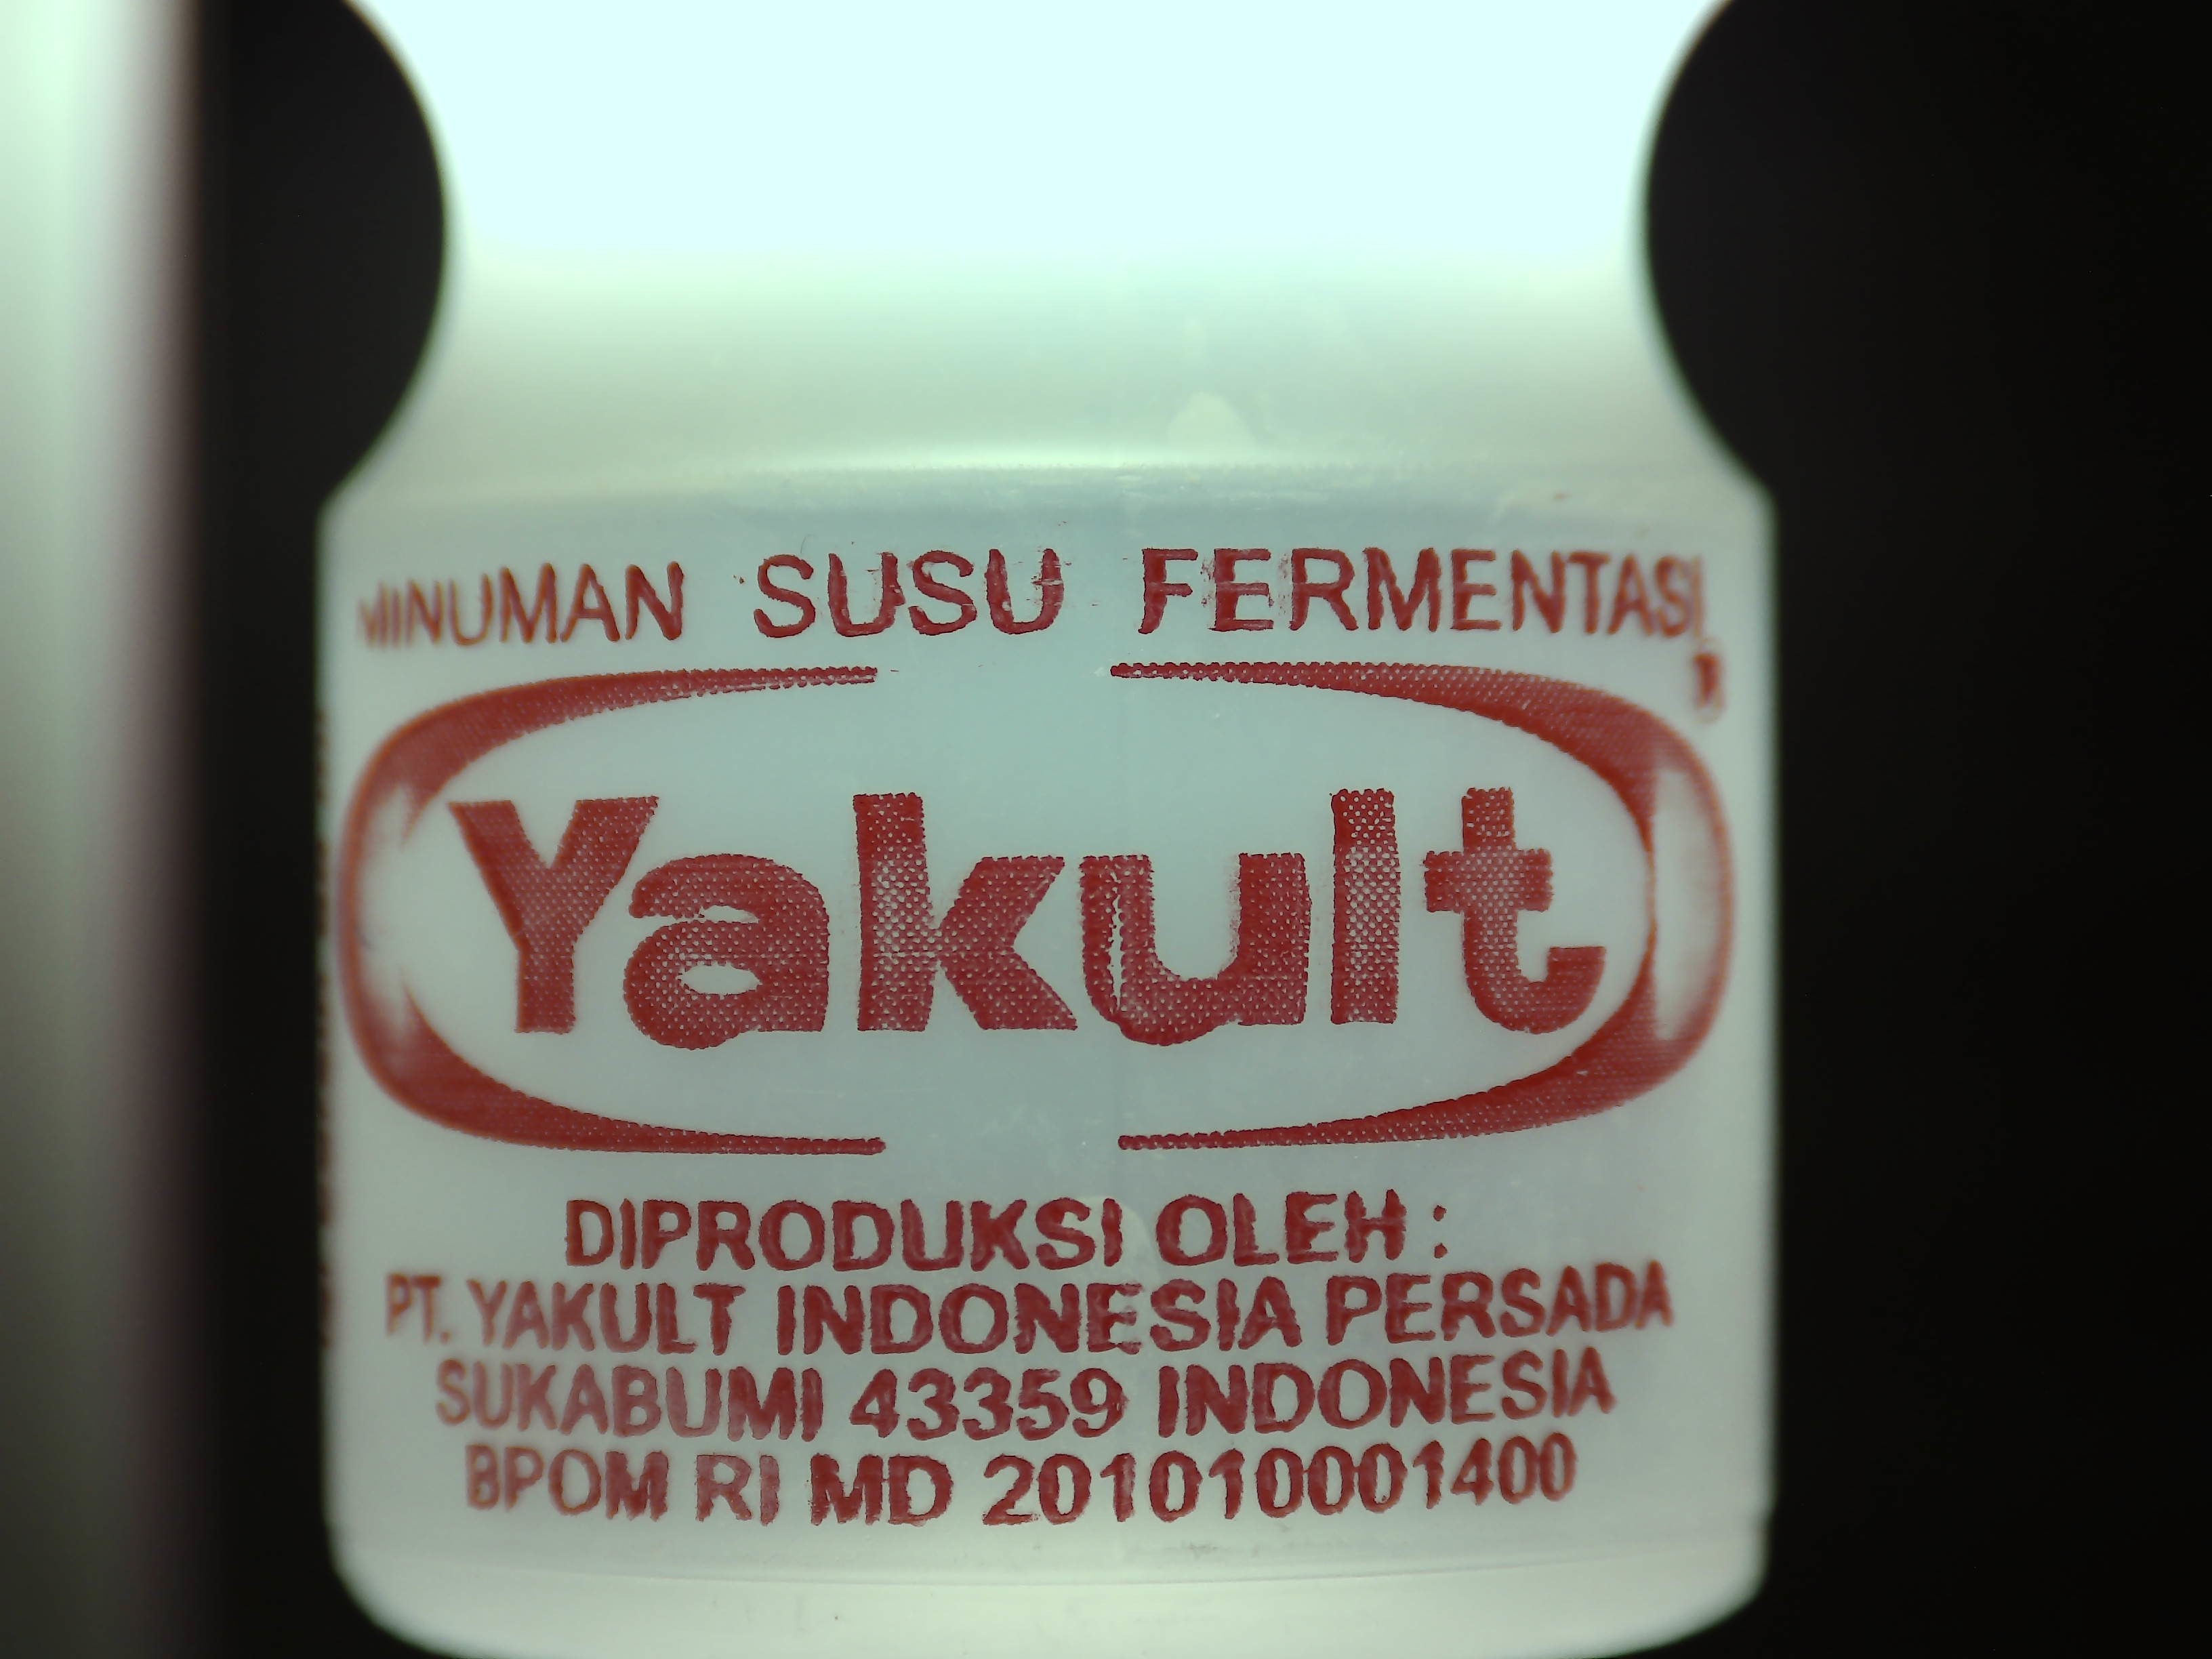 MINUMAN SUSU FERMENTASI
Yakult®
DIPRODUKSI OLEH :
PT. YAKULT INDONESIA PERSADA
SUKABUMI 43359 INDONESIA
BPOM RI MD 201010001400